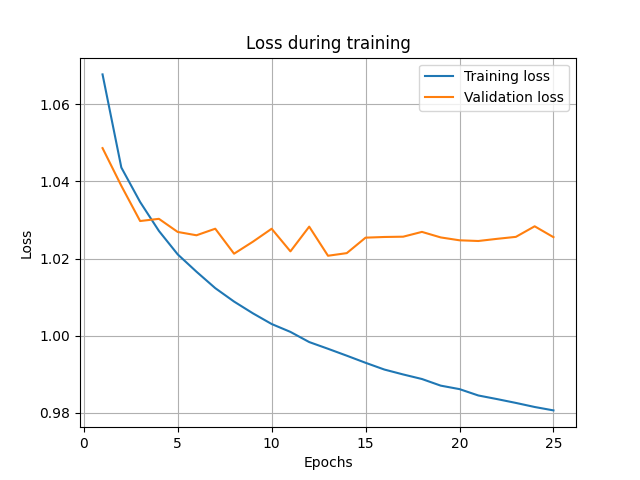 Loss during training
Training loss
Validation loss
1.06
1.04
1.02
1.00
0.98
Loss
0 5 10 15 20 25
Epochs